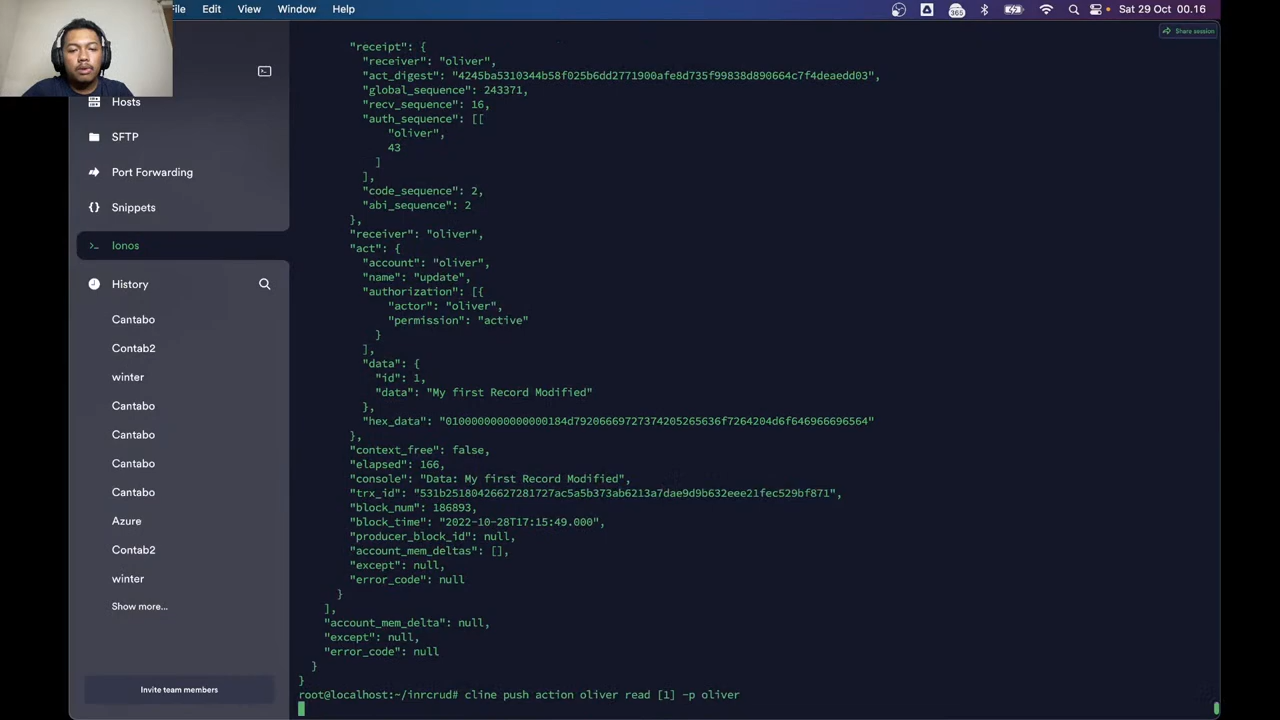 File Edit View Window Help
365
Sat 29 Oct 00.16
Share session
Hosts
SFTP
Port Forwarding
{} Snippets
>_ Ionos
History
Cantabo
Contab2
winter
Cantabo
Cantabo
Cantabo
Cantabo
Azure
Contab2
winter
Show more...
Invite team members
"receipt": {
"receiver": "oliver",
"act_digest": "4245ba5310344b58f025b6dd2771900afe8d735f99838d890664c7f4deaedd03",
"global_sequence": 243371,
"recv_sequence": 16,
"auth_sequence": [[
"oliver",
43
]
],
"code_sequence": 2,
"abi_sequence": 2
},
"receiver": "oliver",
"act": {
"account": "oliver",
"name": "update",
"authorization": [{
"actor": "oliver",
"permission": "active"
}
],
"data": {
"id": 1,
"data": "My first Record Modified"
},
"hex_data": "0100000000000000184d79206669727374205265636f7264204d6f646966696564"
},
"context_free": false,
"elapsed": 166,
"console": "Data: My first Record Modified",
"trx_id": "531b25180426627281727ac5a5b373ab6213a7dae9d9b632eee21fec529bf871",
"block_num": 186893,
"block_time": "2022-10-28T17:15:49.000",
"producer_block_id": null,
"account_mem_deltas": [],
"except": null,
"error_code": null
}
],
"account_mem_delta": null,
"except": null,
"error_code": null
}
}
root@localhost:~/inrcrud# cline push action oliver read [1] -p oliver